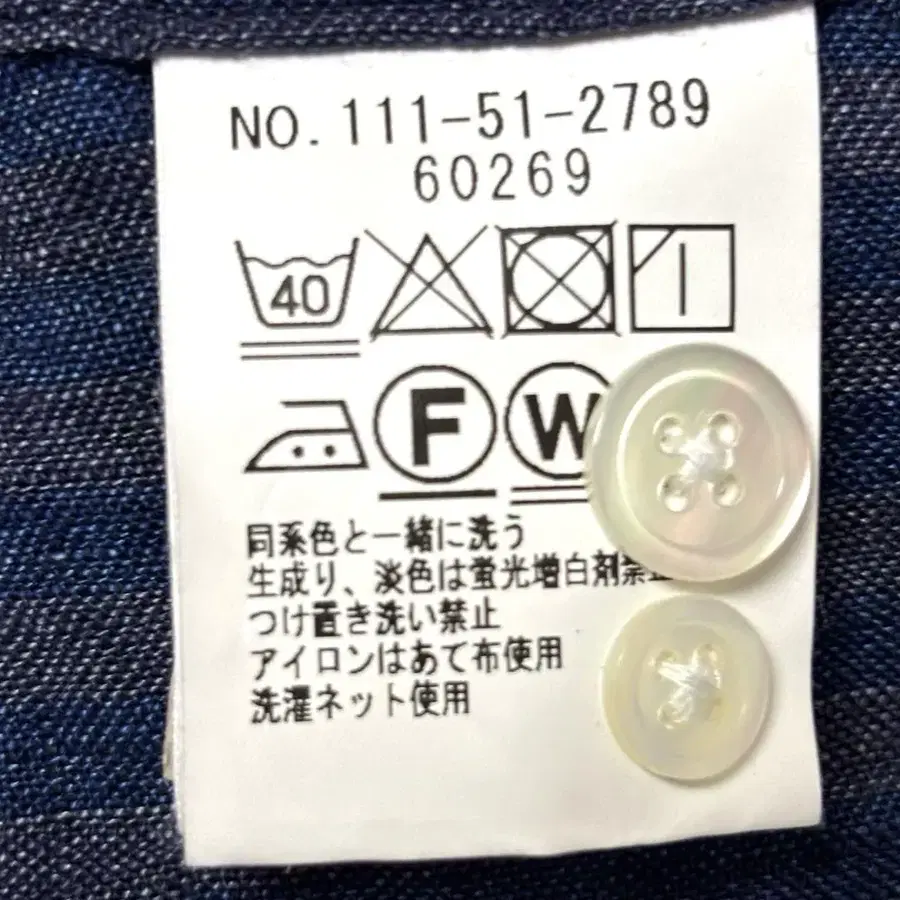 NO. 111-51-2789
60269
40
F W
同系色と一緒に洗う
生成り、淡色は蛍光増白剤禁止
つけ置き洗い禁止
アイロンはあて布使用
洗濯ネット使用